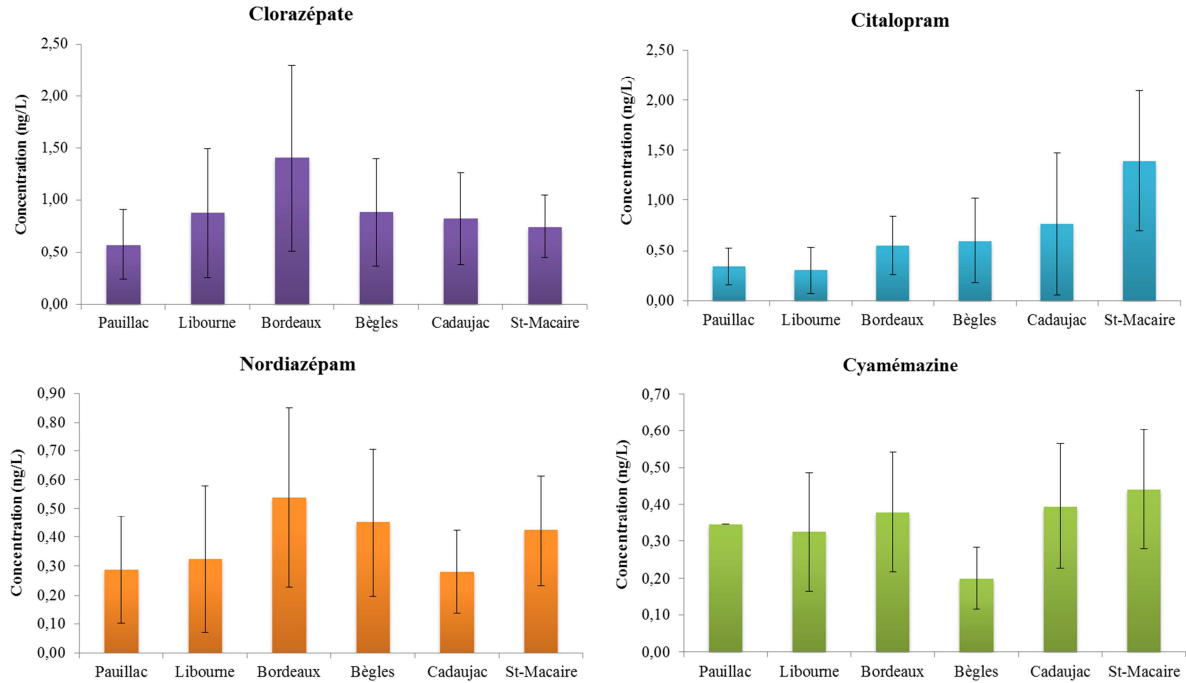 Clorazépate
Concentration (ng/L)
2,50
2,00
1,50
1,00
0,50
0,00
Pauillac Libourne Bordeaux Bègles Cadaujac St-Macaire
Citalopram
Concentration (ng/L)
2,50
2,00
1,50
1,00
0,50
0,00
Pauillac Libourne Bordeaux Bègles Cadaujac St-Macaire
Nordiazépam
Concentration (ng/L)
0,90
0,80
0,70
0,60
0,50
0,40
0,30
0,20
0,10
0,00
Pauillac Libourne Bordeaux Bègles Cadaujac St-Macaire
Cyamémazine
Concentration (ng/L)
0,70
0,60
0,50
0,40
0,30
0,20
0,10
0,00
Pauillac Libourne Bordeaux Bègles Cadaujac St-Macaire